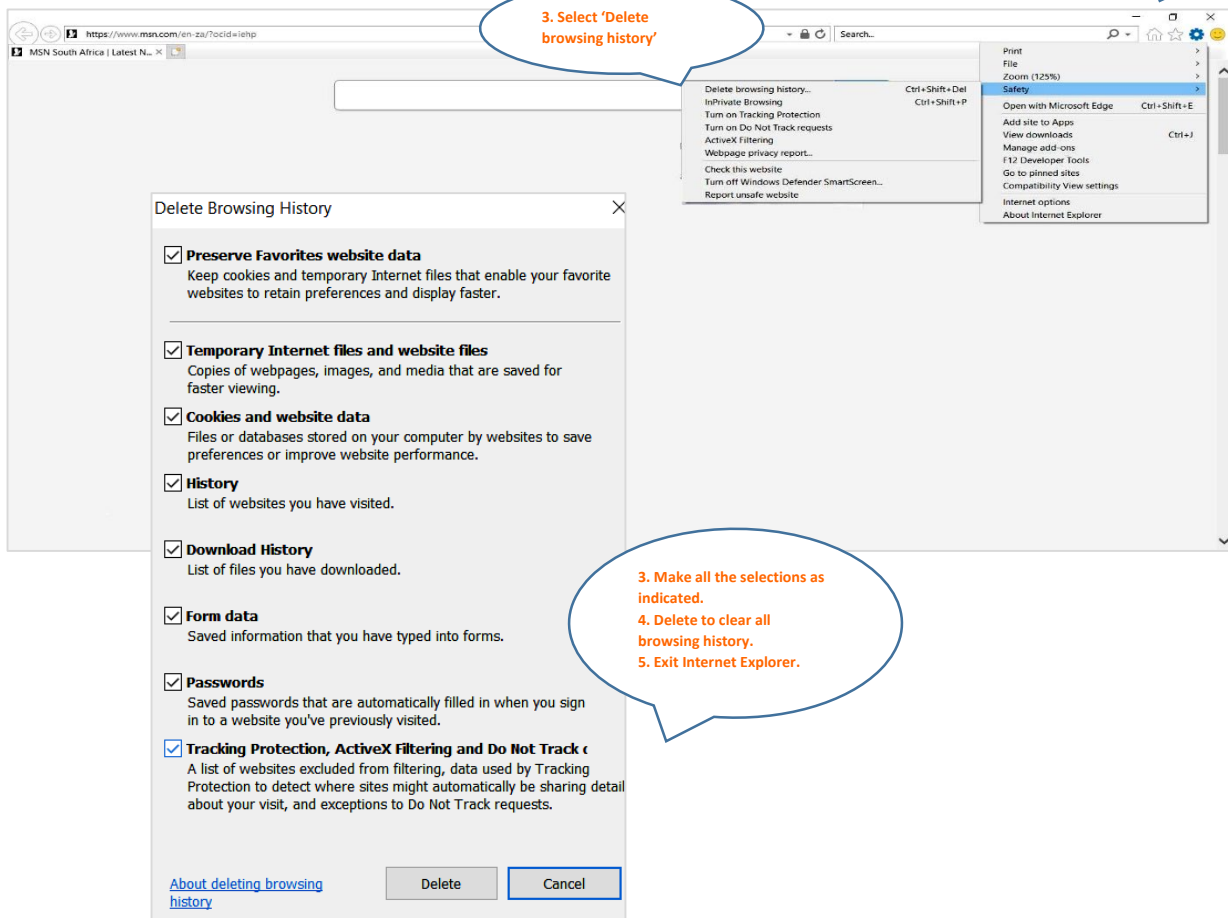 3. Select ‘Delete
browsing history’
https://www.msn.com/en-za/?ocid=iehp
Search...
MSN South Africa | Latest N...
Print
File
Zoom (125%)
Safety
Open with Microsoft Edge Ctrl+Shift+E
Add site to Apps
View downloads Ctrl+J
Manage add-ons
F12 Developer Tools
Go to pinned sites
Compatibility View settings
Internet options
About Internet Explorer
Delete browsing history... Ctrl+Shift+Del
InPrivate Browsing Ctrl+Shift+P
Turn on Tracking Protection
Turn on Do Not Track requests
ActiveX Filtering
Webpage privacy report...
Check this website
Turn off Windows Defender SmartScreen...
Report unsafe website
Delete Browsing History
Preserve Favorites website data
Keep cookies and temporary Internet files that enable your favorite
websites to retain preferences and display faster.
Temporary Internet files and website files
Copies of webpages, images, and media that are saved for
faster viewing.
Cookies and website data
Files or databases stored on your computer by websites to save
preferences or improve website performance.
History
List of websites you have visited.
Download History
List of files you have downloaded.
Form data
Saved information that you have typed into forms.
Passwords
Saved passwords that are automatically filled in when you sign
in to a website you've previously visited.
Tracking Protection, ActiveX Filtering and Do Not Track
A list of websites excluded from filtering, data used by Tracking
Protection to detect where sites might automatically be sharing detail
about your visit, and exceptions to Do Not Track requests.
About deleting browsing
history
Delete
Cancel
3. Make all the selections as
indicated.
4. Delete to clear all
browsing history.
5. Exit Internet Explorer.